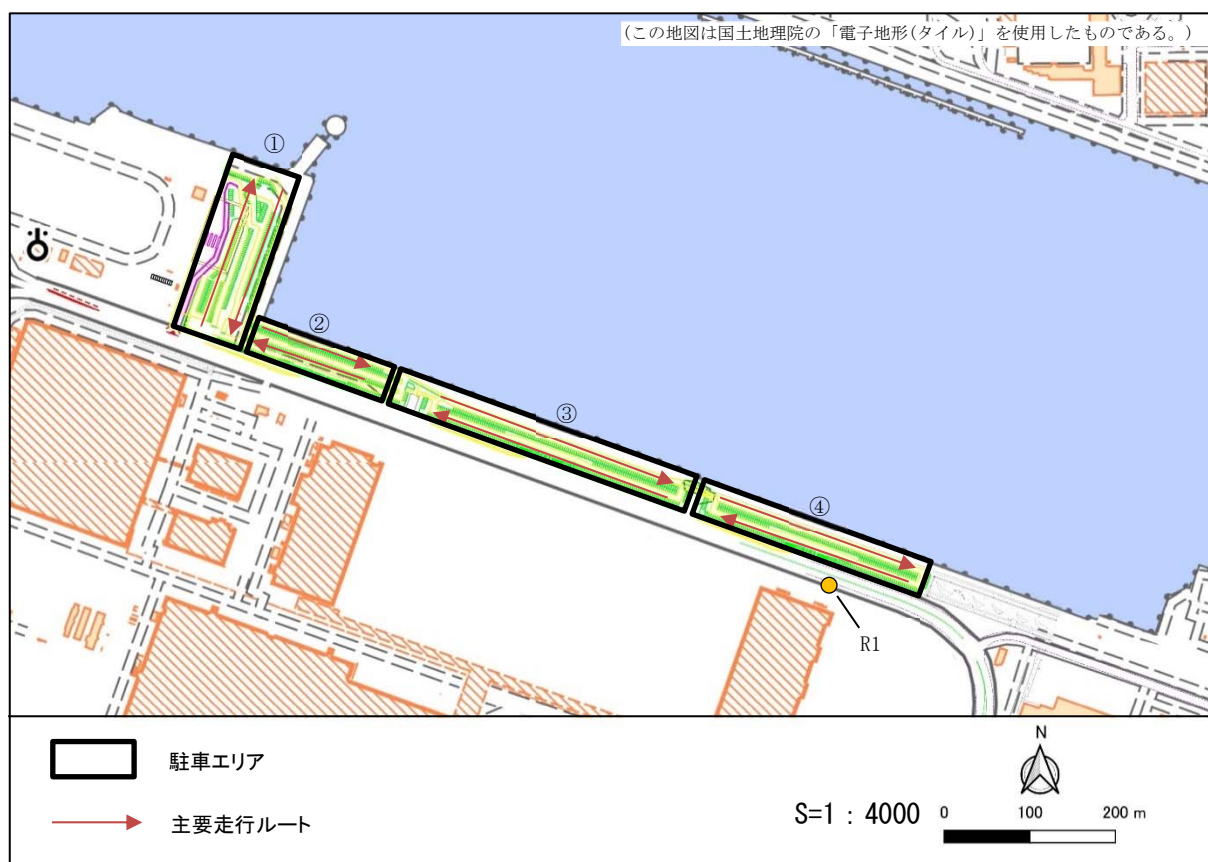 (この地図は国土地理院の「電子地形(タイル)」を使用したものである。)
①
②
③
④
R1
駐車エリア
主要走行ルート
N
S=1：4000
0 100 200 m